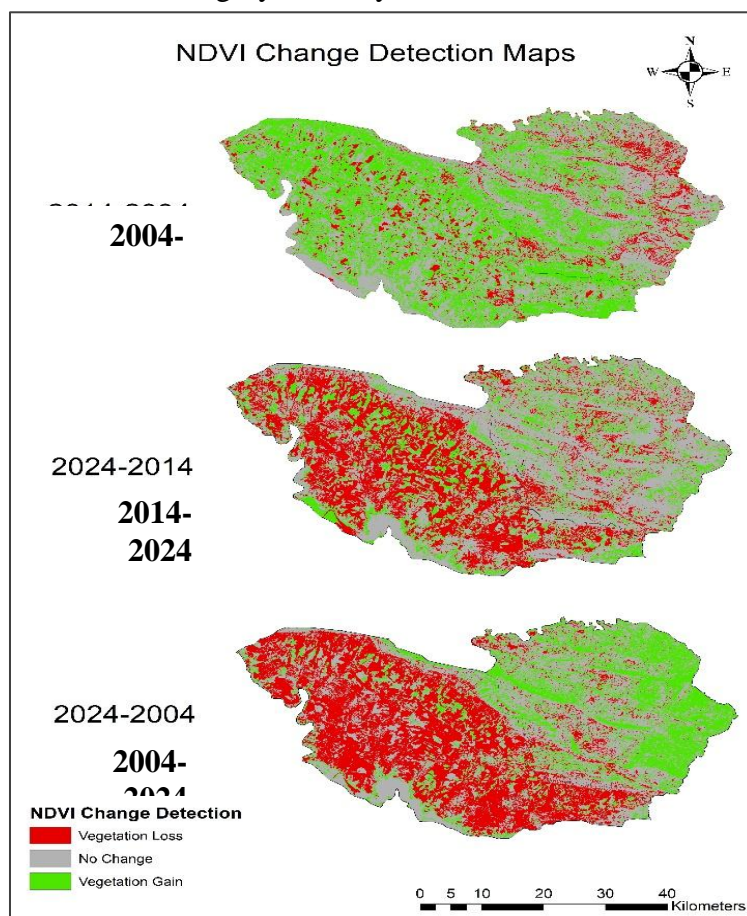 NDVI Change Detection Maps
N
W E
S
2004-
2024-2014
2014-
2024
2024-2004
2004-
NDVI Change Detection
Vegetation Loss
No Change
Vegetation Gain
0 5 10 20 30 40
Kilometers